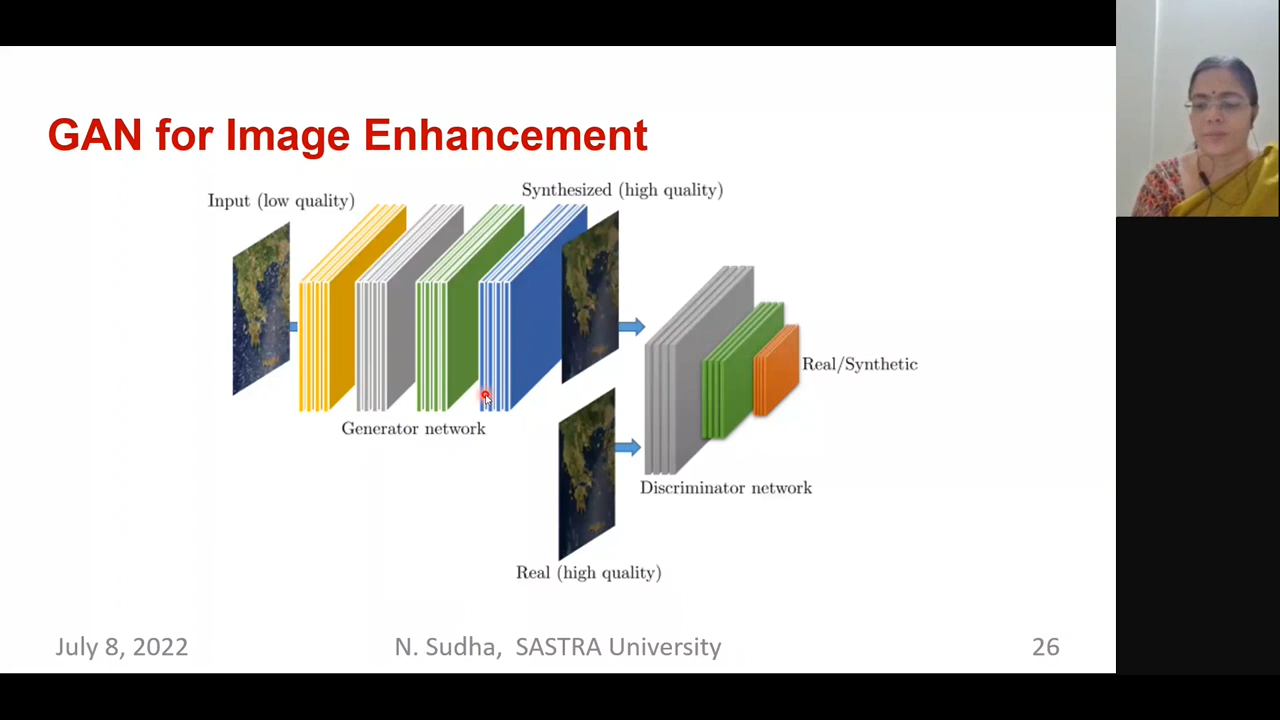 GAN for Image Enhancement
Input (low quality)
Synthesized (high quality)
Real/Synthetic
Generator network
Discriminator network
Real (high quality)
July 8, 2022
N. Sudha, SASTRA University
26